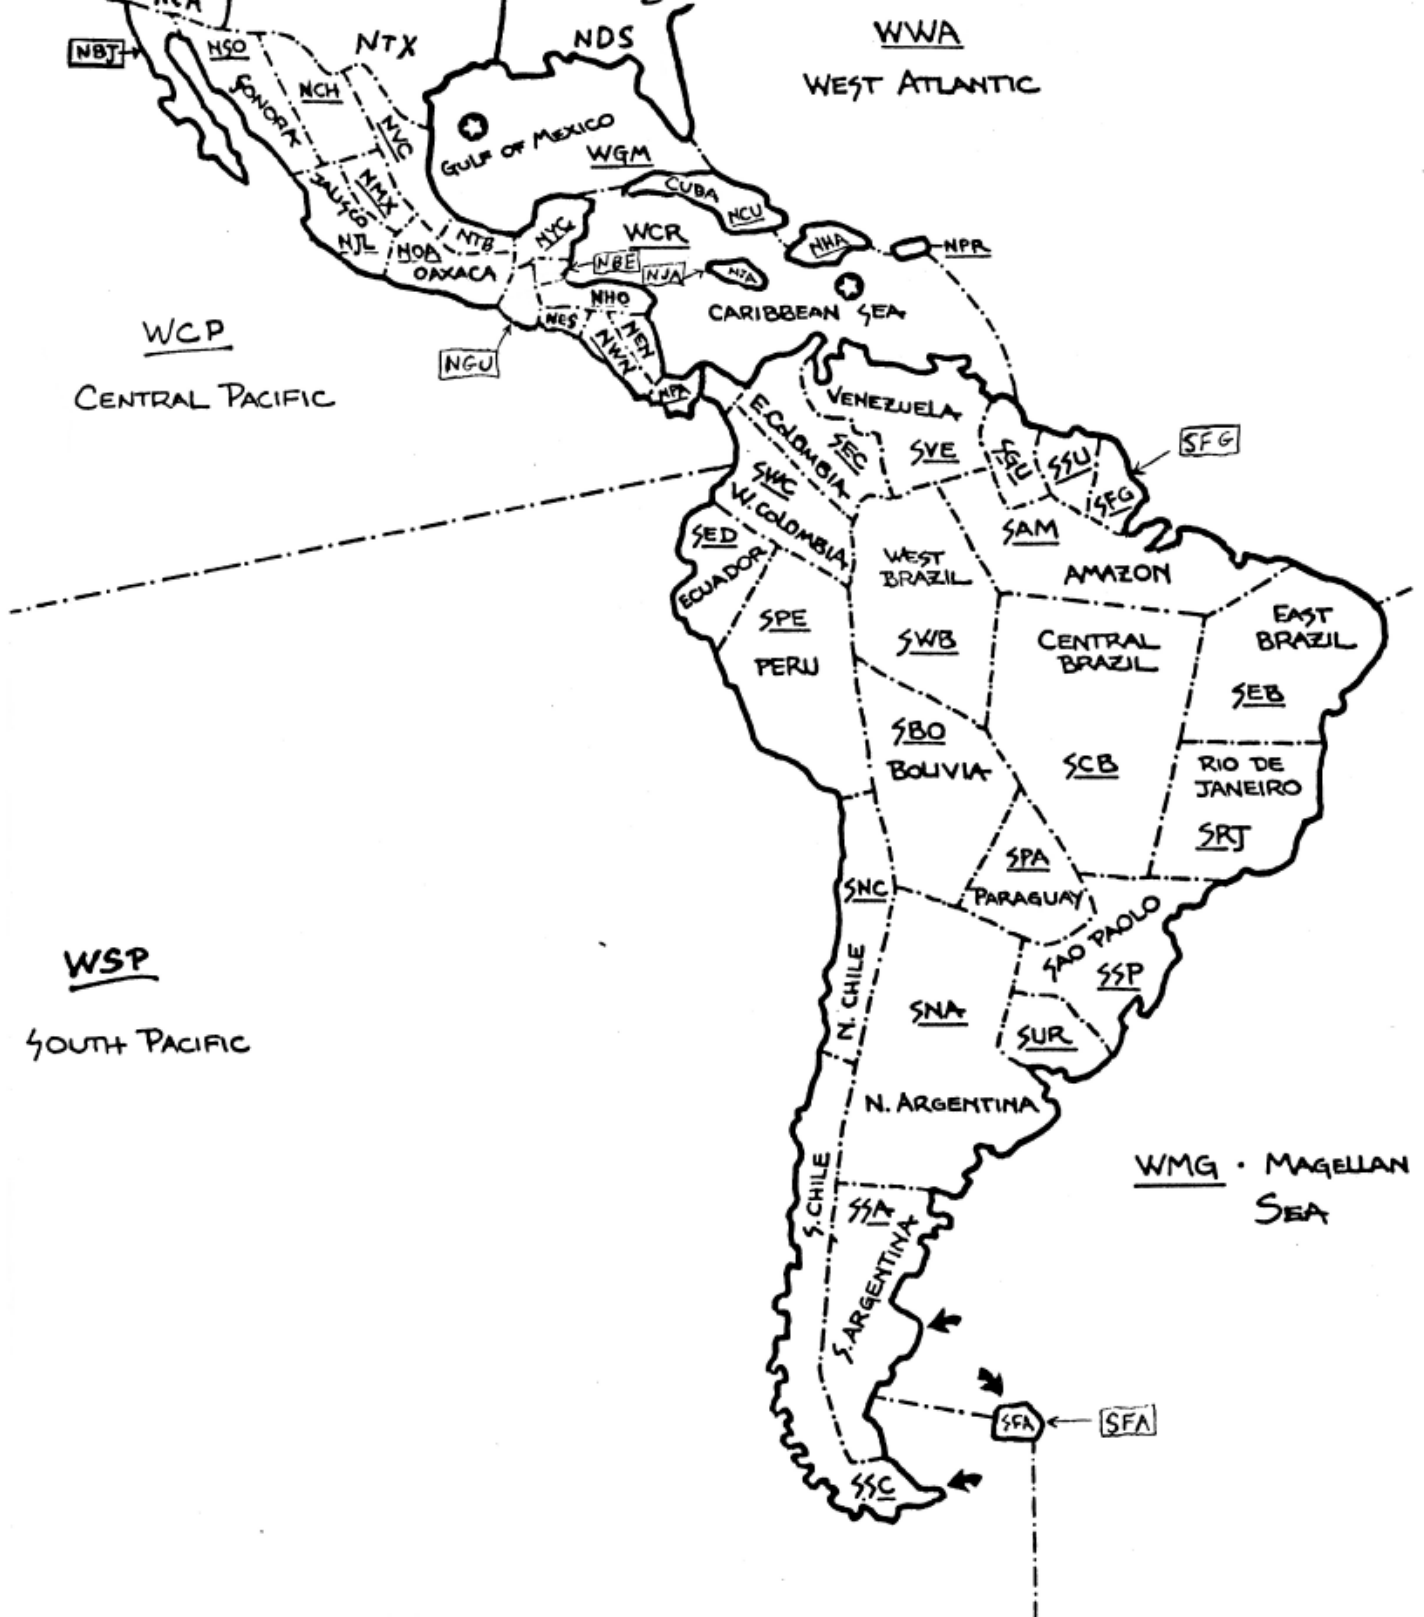 NCA
NBJ
NSO
SONORA
NTX
NDS
WWA
WEST ATLANTIC
NCH
NVC
GULF OF MEXICO
WGM
NMX
JALISCO
NJL
NOA
OAXACA
NTB
NYC
CUBA
NCU
NHA
NPR
WCR
NBE
NJA
NJA
CARIBBEAN SEA
NHO
NES
NEN
NWN
NGU
NPA
WCP
CENTRAL PACIFIC
VENEZUELA
SVE
E. COLOMBIA
SEC
SWC
W. COLOMBIA
SGU
SSU
SFG
SFG
SED
ECUADOR
SAM
AMAZON
WEST
BRAZIL
SWB
SPE
PERU
CENTRAL
BRAZIL
SCB
EAST
BRAZIL
SEB
SBO
BOLIVIA
RIO DE
JANEIRO
SRJ
SPA
PARAGUAY
SNC
N. CHILE
SAO PAOLO
SSP
WSP
SOUTH PACIFIC
SNA
N. ARGENTINA
SUR
WMG · MAGELLAN
SEA
S. CHILE
SSA
S. ARGENTINA
SFA
SFA
SSC